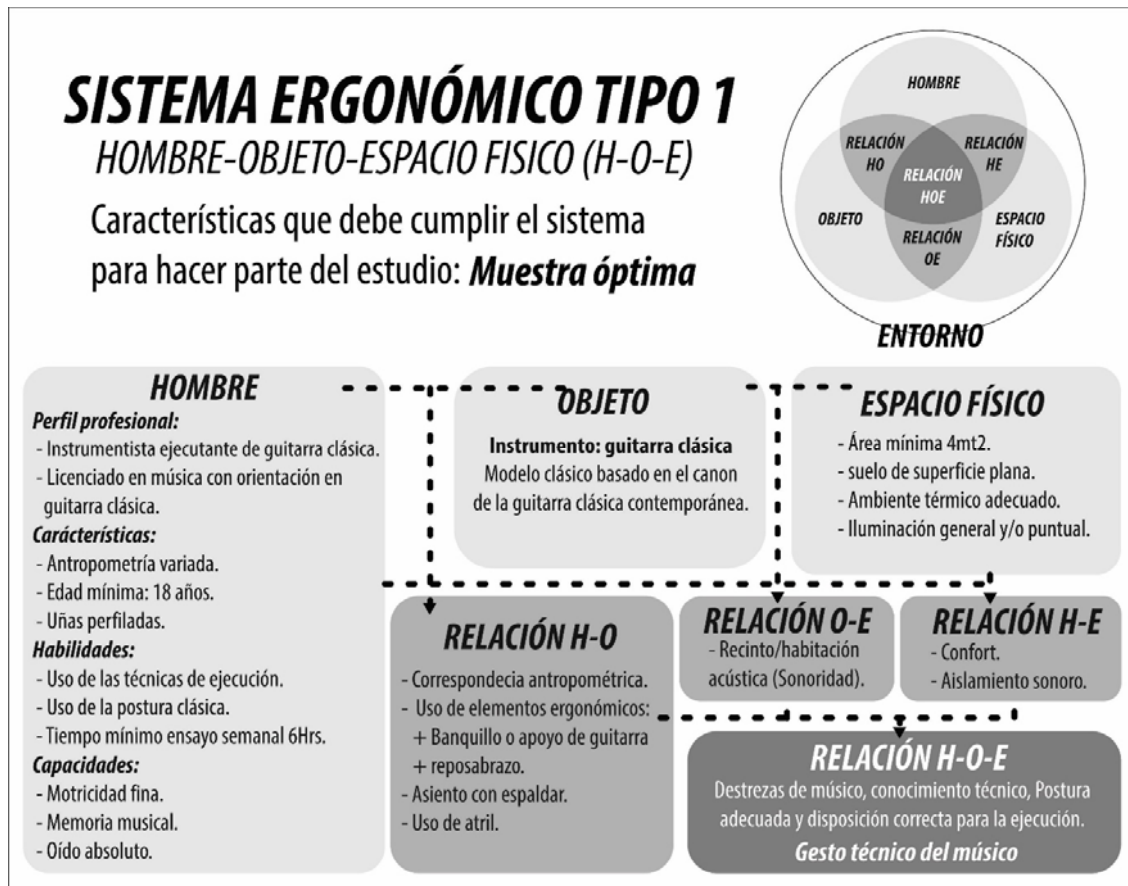 SISTEMA ERGONÓMICO TIPO 1
HOMBRE-OBJETO-ESPACIO FISICO (H-O-E)
Características que debe cumplir el sistema
para hacer parte del estudio: Muestra óptima
HOMBRE
RELACIÓN
HO
RELACIÓN
HE
RELACIÓN
HOE
OBJETO
ESPACIO
FÍSICO
RELACIÓN
OE
ENTORNO
HOMBRE
Perfil profesional:
- Instrumentista ejecutante de guitarra clásica.
- Licenciado en música con orientación en
guitarra clásica.
Carácterísticas:
- Antropometría variada.
- Edad mínima: 18 años.
- Uñas perfiladas.
Habilidades:
- Uso de las técnicas de ejecución.
- Uso de la postura clásica.
- Tiempo mínimo ensayo semanal 6Hrs.
Capacidades:
- Motricidad fina.
- Memoria musical.
- Oído absoluto.
OBJETO
Instrumento: guitarra clásica
Modelo clásico basado en el canon
de la guitarra clásica contemporánea.
ESPACIO FÍSICO
- Área mínima 4mt2.
- suelo de superficie plana.
- Ambiente térmico adecuado.
- Iluminación general y/o puntual.
RELACIÓN H-O
- Correspondecia antropométrica.
- Uso de elementos ergonómicos:
+ Banquillo o apoyo de guitarra
+ reposabrazo.
- Asiento con espaldar.
- Uso de atril.
RELACIÓN O-E
- Recinto/habitación
acústica (Sonoridad).
RELACIÓN H-E
- Confort.
- Aislamiento sonoro.
RELACIÓN H-O-E
Destrezas de músico, conocimiento técnico, Postura
adecuada y disposición correcta para la ejecución.
Gesto técnico del músico